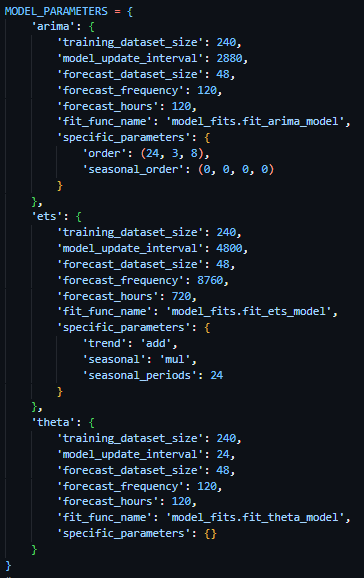 MODEL_PARAMETERS = {
    'arima': {
        'training_dataset_size': 240,
        'model_update_interval': 2880,
        'forecast_dataset_size': 48,
        'forecast_frequency': 120,
        'forecast_hours': 120,
        'fit_func_name': 'model_fits.fit_arima_model',
        'specific_parameters': {
            'order': (24, 3, 8),
            'seasonal_order': (0, 0, 0, 0)
        }
    },
    'ets': {
        'training_dataset_size': 240,
        'model_update_interval': 4800,
        'forecast_dataset_size': 48,
        'forecast_frequency': 8760,
        'forecast_hours': 720,
        'fit_func_name': 'model_fits.fit_ets_model',
        'specific_parameters': {
            'trend': 'add',
            'seasonal': 'mul',
            'seasonal_periods': 24
        }
    },
    'theta': {
        'training_dataset_size': 240,
        'model_update_interval': 24,
        'forecast_dataset_size': 48,
        'forecast_frequency': 120,
        'forecast_hours': 120,
        'fit_func_name': 'model_fits.fit_theta_model',
        'specific_parameters': {}
    }
}